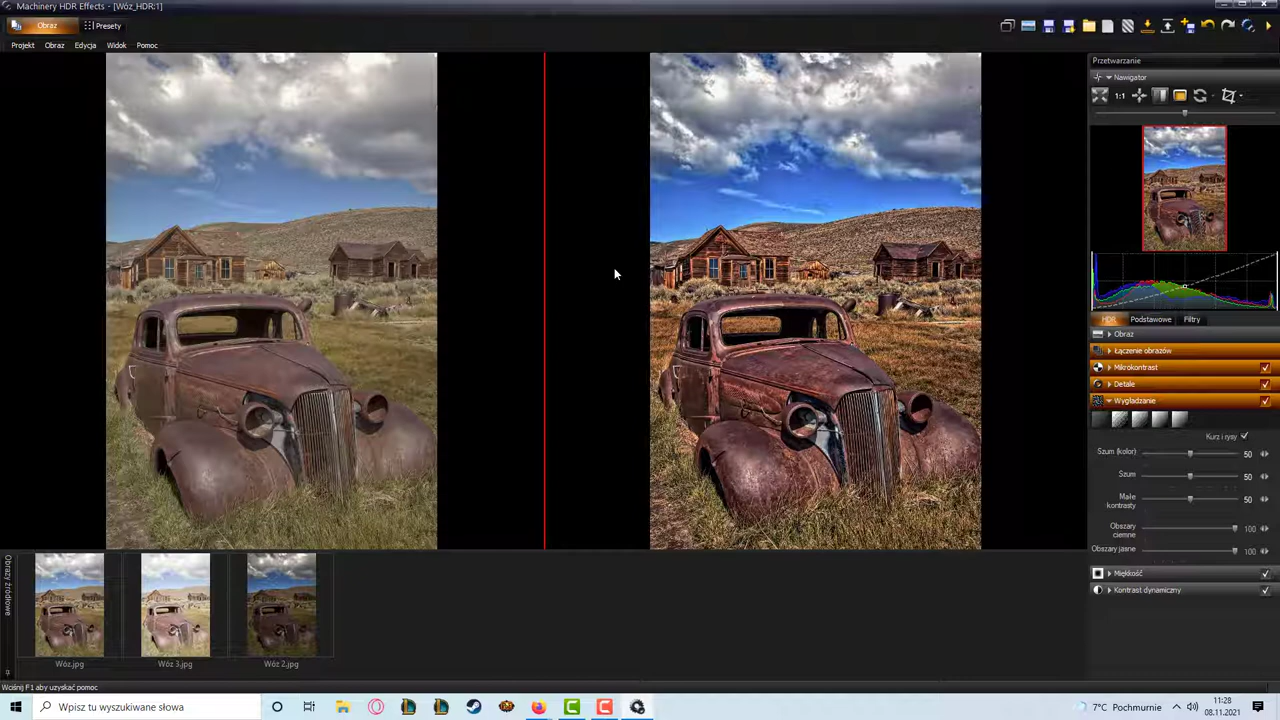 Machinery HDR Effects - [Wóz_HDR:1]
Obraz
Presety
Projekt Obraz Edycja Widok Pomoc
Przetwarzanie
Nawigator
1:1
HDR Podstawowe Filtry
Obraz
Łączenie obrazów
Mikrokontrast
Detale
Wygładzanie
Kurz i rysy
Szum (kolor) 50
Szum 50
Małe kontrasty 50
Obszary ciemne 100
Obszary jasne 100
Miękkość
Kontrast dynamiczny
Obrazy źródłowe
Wóz.jpg
Wóz 3.jpg
Wóz 2.jpg
Wciśnij F1 aby uzyskać pomoc
Wpisz tu wyszukiwane słowa
7°C Pochmurnie
11:28
08.11.2021